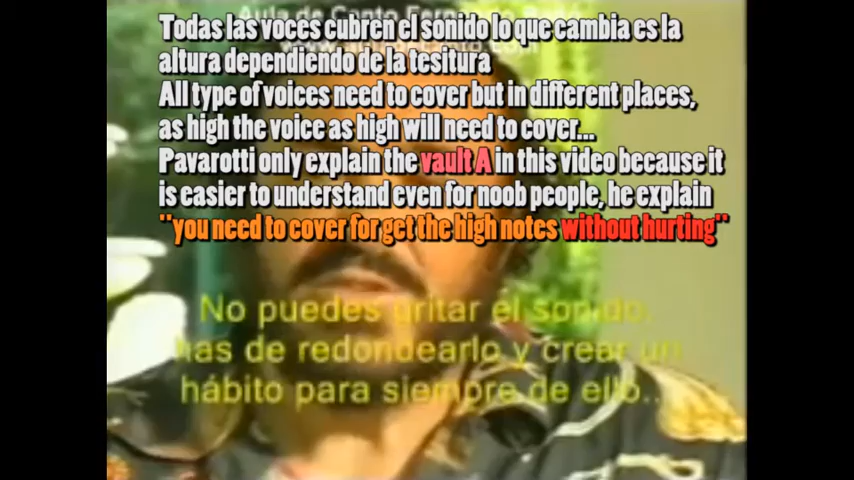 Aula de Canto
Todas las voces cubren el sonido lo que cambia es la
altura dependiendo de la tesitura
All type of voices need to cover but in different places,
as high the voice as high will need to cover...
Pavarotti only explain the vault A in this video because it
is easier to understand even for noob people, he explain
"you need to cover for get the high notes without hurting"
No puedes gritar el sonido,
has de redondearlo y crear un
hábito para siempre de ello...